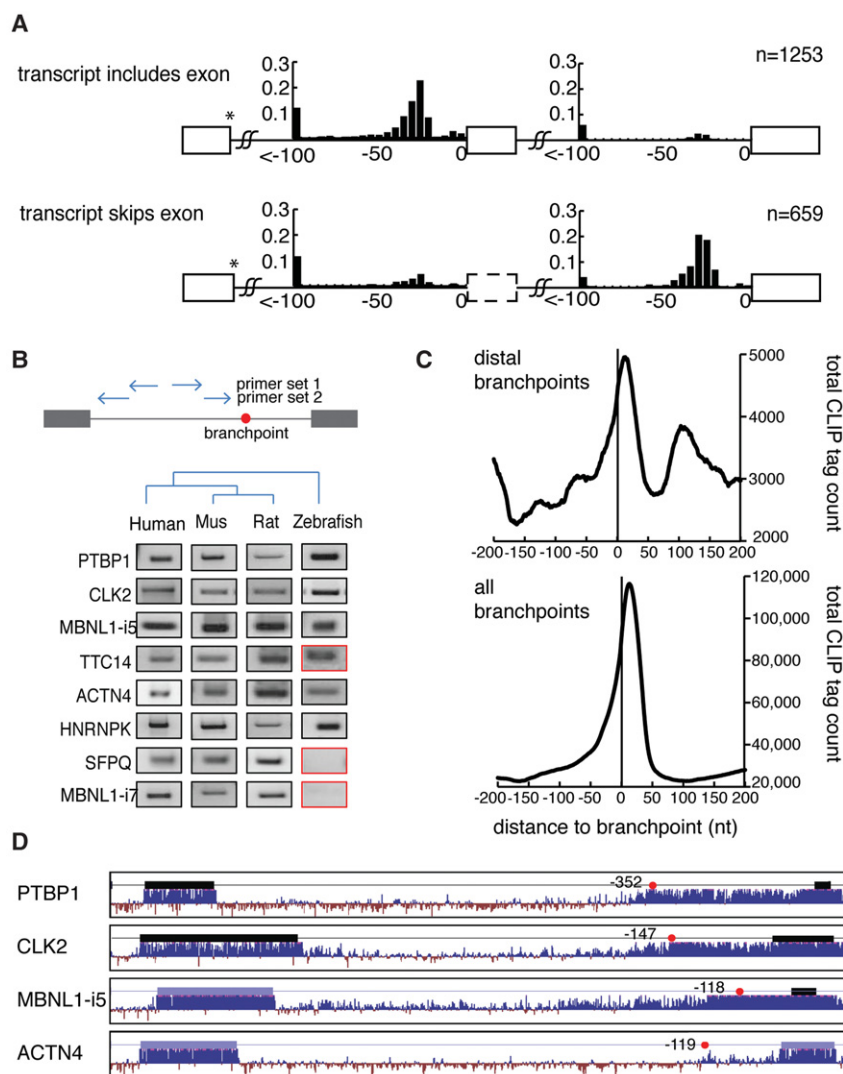 A
transcript includes exon
n=1253
0.3
0.2
0.1
0.3
0.2
0.1
*
<-100 -50 0 <-100 -50 0
transcript skips exon
n=659
0.3
0.2
0.1
0.3
0.2
0.1
*
<-100 -50 0 <-100 -50 0
B
primer set 1
primer set 2
branchpoint
Human Mus Rat Zebrafish
PTBP1
CLK2
MBNL1-i5
TTC14
ACTN4
HNRNPK
SFPQ
MBNL1-i7
C
distal
branchpoints
5000
4000
3000
2000
total CLIP
tag count
-200 -150 -100 -50 0 50 100 150 200
all
branchpoints
120,000
100,000
80,000
60,000
40,000
20,000
total CLIP
tag count
-200 -150 -100 -50 0 50 100 150 200
distance to branchpoint (nt)
D
PTBP1
-352
CLK2
-147
MBNL1-i5
-118
ACTN4
-119